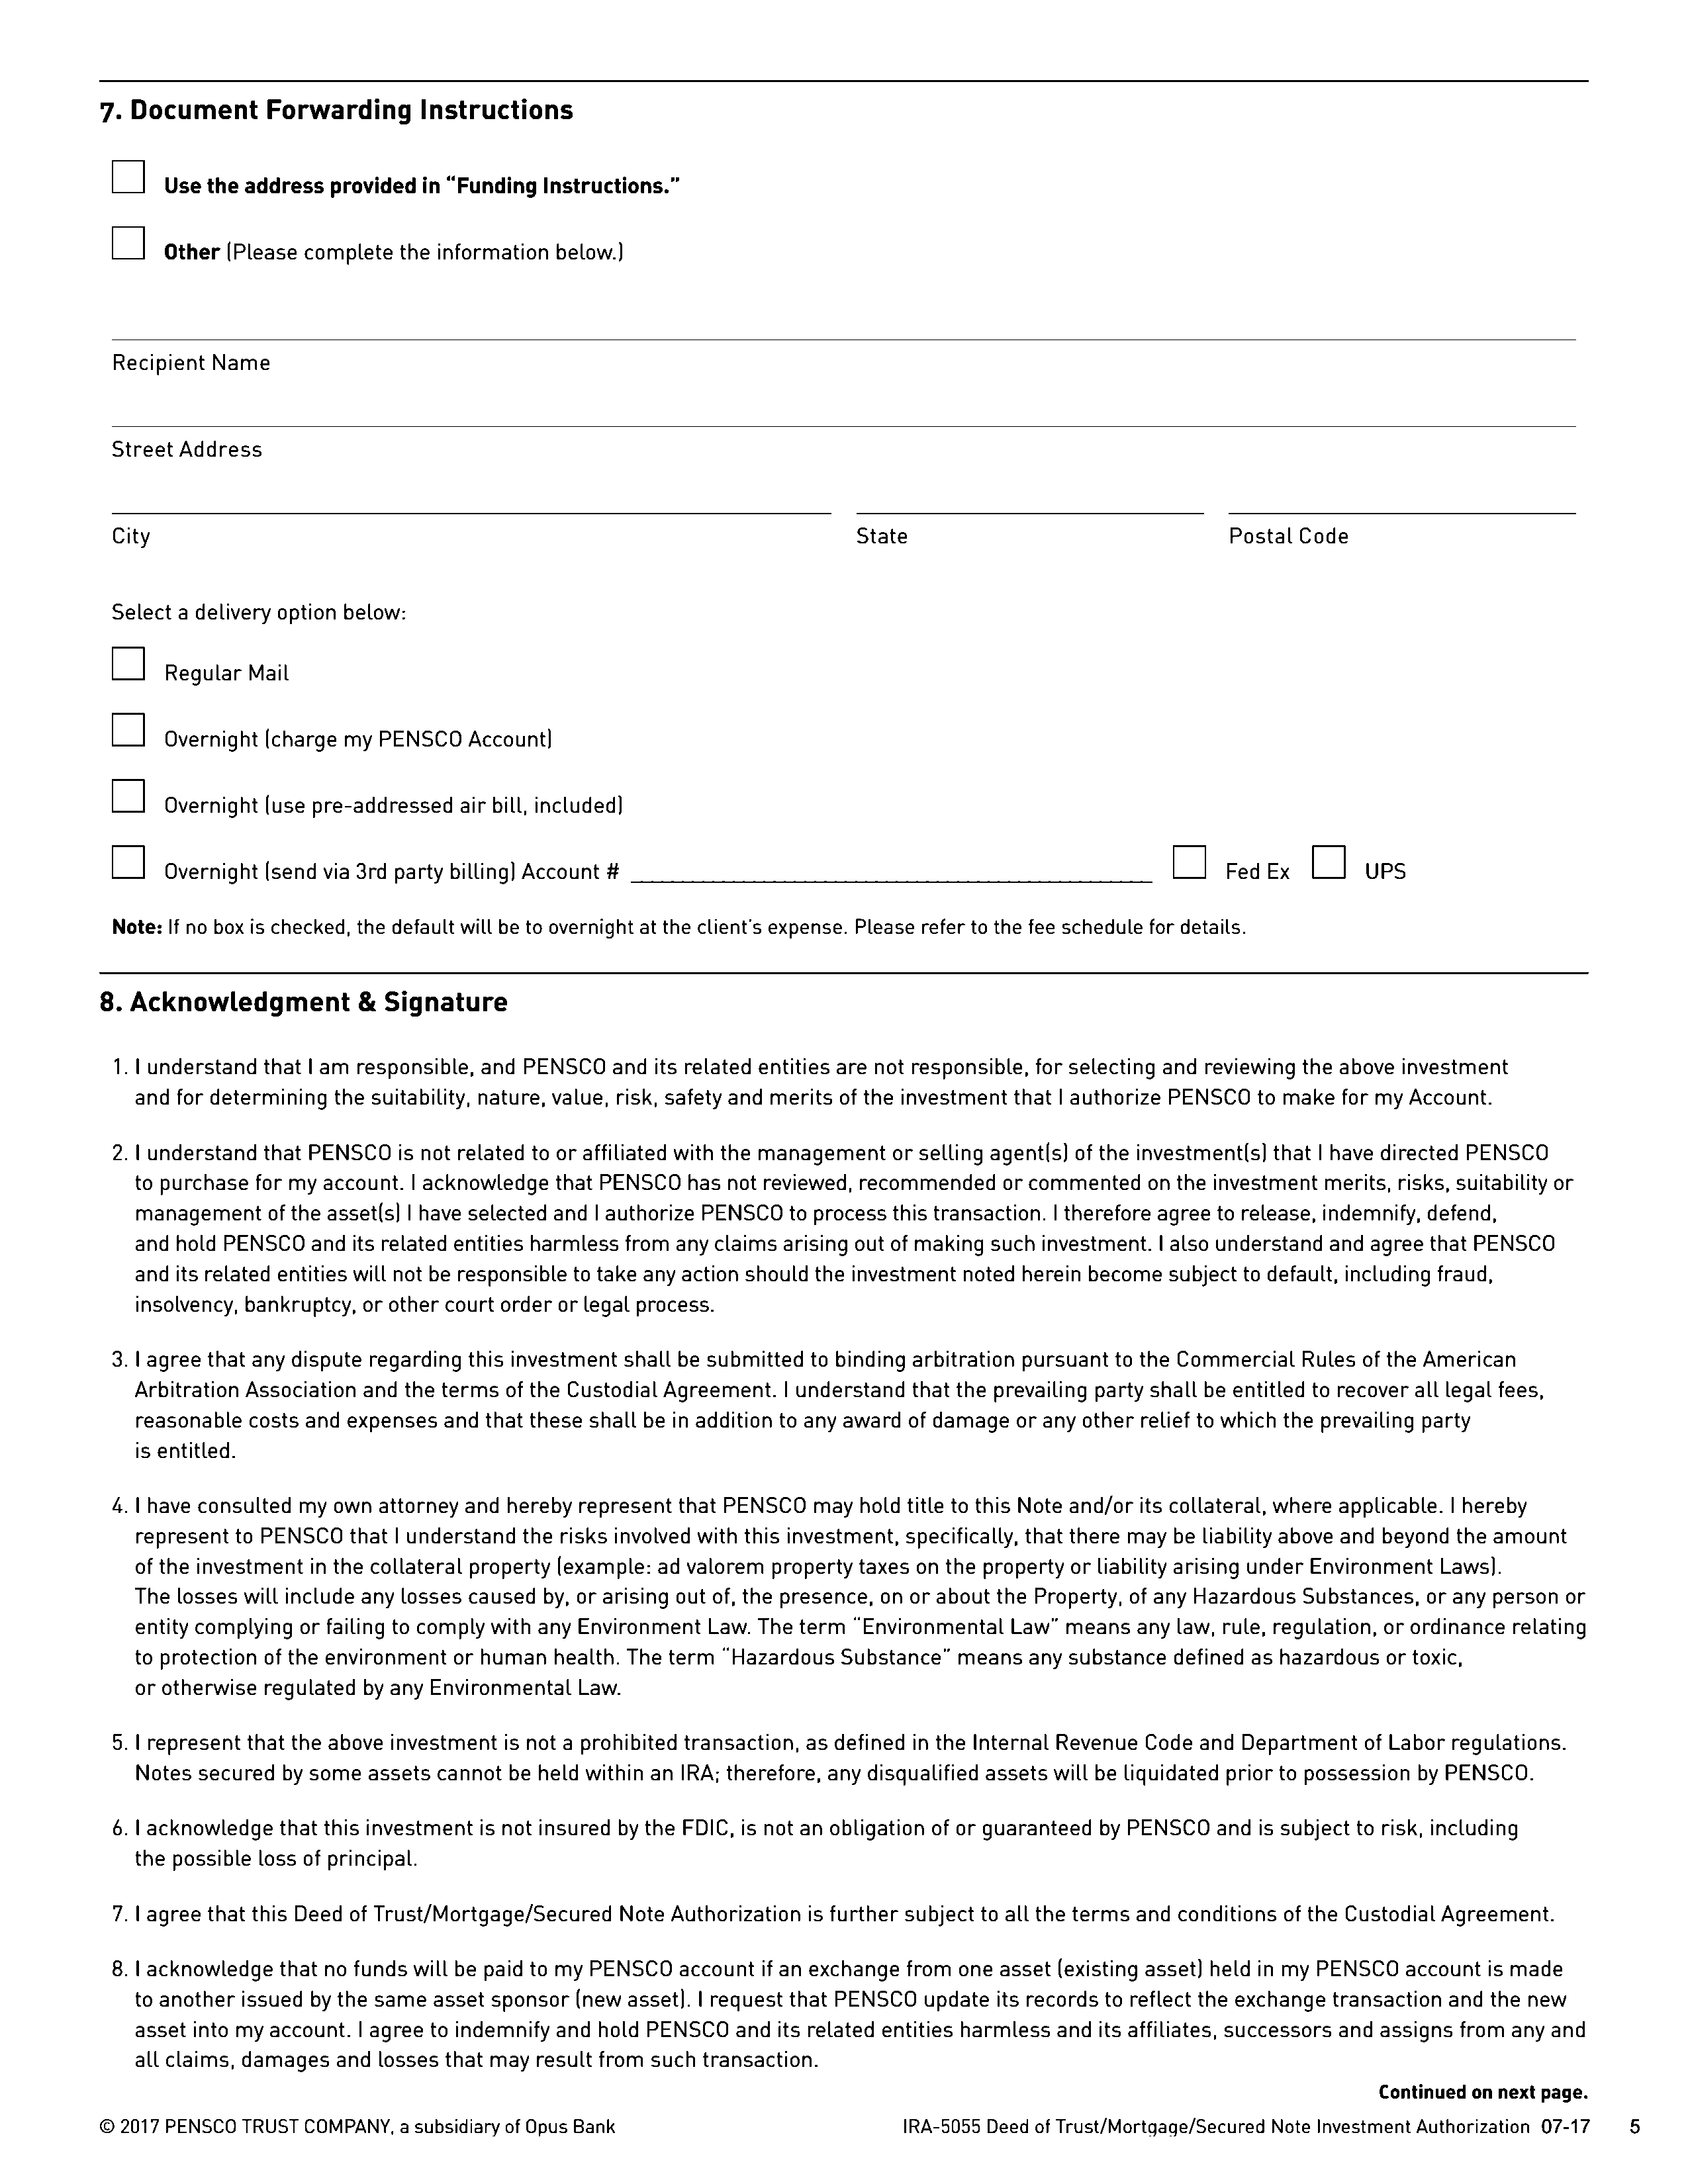 7. Document Forwarding Instructions
Use the address provided in “Funding Instructions.”
Other (Please complete the information below.)
Recipient Name
Street Address
City State Postal Code
Select a delivery option below:
Regular Mail
Overnight (charge my PENSCO Account)
Overnight (use pre-addressed air bill, included)
Overnight (send via 3rd party billing) Account # Fed Ex UPS
Note: If no box is checked, the default will be to overnight at the client’s expense. Please refer to the fee schedule for details.
8. Acknowledgment & Signature
1. I understand that I am responsible, and PENSCO and its related entities are not responsible, for selecting and reviewing the above investment
and for determining the suitability, nature, value, risk, safety and merits of the investment that I authorize PENSCO to make for my Account.
2. I understand that PENSCO is not related to or affiliated with the management or selling agent(s) of the investment(s) that I have directed PENSCO
to purchase for my account. I acknowledge that PENSCO has not reviewed, recommended or commented on the investment merits, risks, suitability or
management of the asset(s) I have selected and I authorize PENSCO to process this transaction. I therefore agree to release, indemnify, defend,
and hold PENSCO and its related entities harmless from any claims arising out of making such investment. I also understand and agree that PENSCO
and its related entities will not be responsible to take any action should the investment noted herein become subject to default, including fraud,
insolvency, bankruptcy, or other court order or legal process.
3. I agree that any dispute regarding this investment shall be submitted to binding arbitration pursuant to the Commercial Rules of the American
Arbitration Association and the terms of the Custodial Agreement. I understand that the prevailing party shall be entitled to recover all legal fees,
reasonable costs and expenses and that these shall be in addition to any award of damage or any other relief to which the prevailing party
is entitled.
4. I have consulted my own attorney and hereby represent that PENSCO may hold title to this Note and/or its collateral, where applicable. I hereby
represent to PENSCO that I understand the risks involved with this investment, specifically, that there may be liability above and beyond the amount
of the investment in the collateral property (example: ad valorem property taxes on the property or liability arising under Environment Laws).
The losses will include any losses caused by, or arising out of, the presence, on or about the Property, of any Hazardous Substances, or any person or
entity complying or failing to comply with any Environment Law. The term “Environmental Law” means any law, rule, regulation, or ordinance relating
to protection of the environment or human health. The term “Hazardous Substance” means any substance defined as hazardous or toxic,
or otherwise regulated by any Environmental Law.
5. I represent that the above investment is not a prohibited transaction, as defined in the Internal Revenue Code and Department of Labor regulations.
Notes secured by some assets cannot be held within an IRA; therefore, any disqualified assets will be liquidated prior to possession by PENSCO.
6. I acknowledge that this investment is not insured by the FDIC, is not an obligation of or guaranteed by PENSCO and is subject to risk, including
the possible loss of principal.
7. I agree that this Deed of Trust/Mortgage/Secured Note Authorization is further subject to all the terms and conditions of the Custodial Agreement.
8. I acknowledge that no funds will be paid to my PENSCO account if an exchange from one asset (existing asset) held in my PENSCO account is made
to another issued by the same asset sponsor (new asset). I request that PENSCO update its records to reflect the exchange transaction and the new
asset into my account. I agree to indemnify and hold PENSCO and its related entities harmless and its affiliates, successors and assigns from any and
all claims, damages and losses that may result from such transaction.
Continued on next page.
© 2017 PENSCO TRUST COMPANY, a subsidiary of Opus Bank IRA-5055 Deed of Trust/Mortgage/Secured Note Investment Authorization 07-17 5